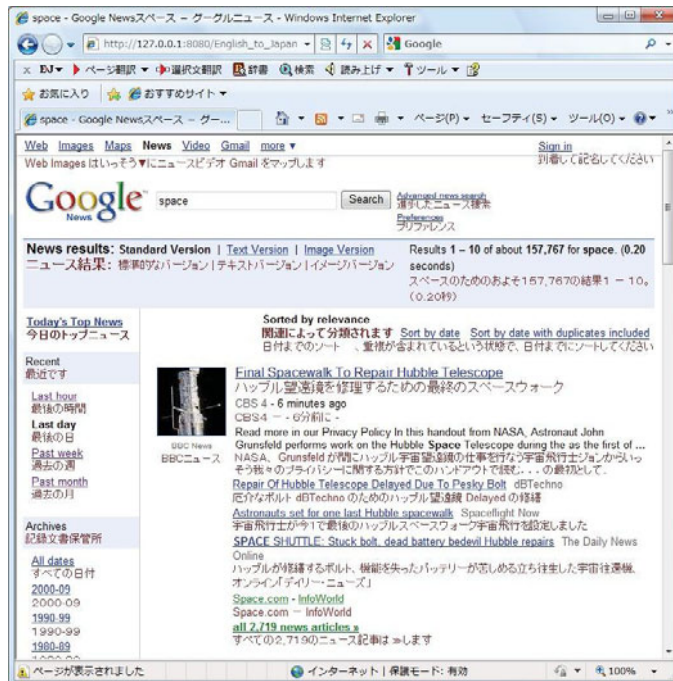 space - Google Newsスペース － グーグルニュース - Windows Internet Explorer
http://127.0.0.1:8080/English_to_Japan
Google
x EJ ページ翻訳 選択文翻訳 辞書 検索 読み上げ ツール
お気に入り おすすめサイト
space - Google Newsスペース － グー...
ページ(P) セーフティ(S) ツール(O)
Web Images Maps News Video Gmail more ▼ Sign in
Web Images はいっそう▼にニュースビデオ Gmail をマップします 到着して記名してください
Google News
space
Search
Advanced news search
進歩したニュース検索
Preferences
プリファレンス
News results: Standard Version | Text Version | Image Version
ニュース結果: 標準的なバージョン|テキストバージョン|イメージバージョン
Results 1 – 10 of about 157,767 for space. (0.20 seconds)
スペースのためのおよそ157,767の結果1 － 10。
(0.20秒)
Today's Top News
今日のトップニュース
Recent
最近です
Last hour
最後の時間
Last day
最後の日
Past week
過去の週
Past month
過去の月
Archives
記録文書保管所
All dates
すべての日付
2000-09
2000-09
1990-99
1990-99
1980-89
Sorted by relevance
関連によって分類されます Sort by date Sort by date with duplicates included
日付までのソート 、重複が含まれているという状態で、日付までにソートしてください
BBC News
BBCニュース
Final Spacewalk To Repair Hubble Telescope
ハッブル望遠鏡を修理するための最終のスペースウォーク
CBS 4 - 6 minutes ago
CBS4 － - 6分前に -
Read more in our Privacy Policy In this handout from NASA, Astronaut John
Grunsfeld performs work on the Hubble Space Telescope during the as the first of ...
NASA、Grunsfeld が間にハッブル宇宙望遠鏡の仕事を行なう宇宙飛行士ジョンからいっ
そう我々のプライバシーに関する方針でこのハンドアウトで読む、. . . の最初として.
Repair Of Hubble Telescope Delayed Due To Pesky Bolt dBTechno
厄介なボルト dBTechno のためのハッブル望遠鏡 Delayed の修繕
Astronauts set for one last Hubble spacewalk Spaceflight Now
宇宙飛行士が今1で最後のハッブルスペースウォーク宇宙飛行を設定しました
SPACE SHUTTLE: Stuck bolt, dead battery bedevil Hubble repairs The Daily News
Online
ハッブルが修繕するボルト、機能を失ったバッテリーが苦しめる立ち往生した宇宙往還機、
オンライン「デイリー・ニューズ」
Space.com - InfoWorld
Space.com － InfoWorld
all 2,719 news articles »
すべての2,719のニュース記事は »します
ページが表示されました
インターネット | 保護モード: 有効
100%